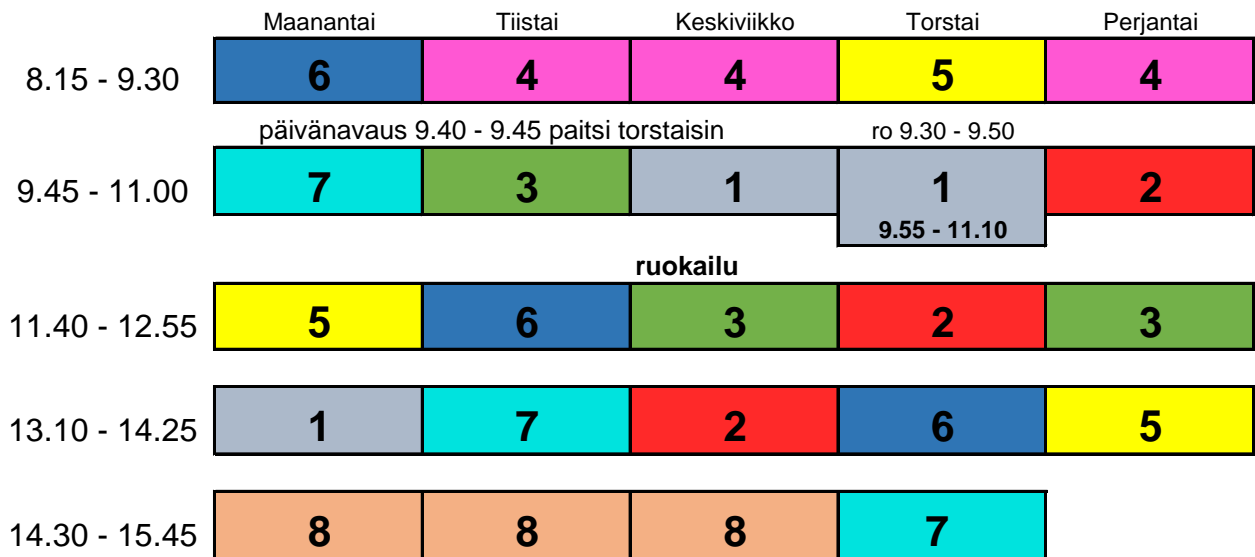 Maanantai Tiistai Keskiviikko Torstai Perjantai
8.15 - 9.30 6 4 4 5 4
päivänavaus 9.40 - 9.45 paitsi torstaisin ro 9.30 - 9.50
9.45 - 11.00 7 3 1 1 2
9.55 - 11.10
ruokailu
11.40 - 12.55 5 6 3 2 3
13.10 - 14.25 1 7 2 6 5
14.30 - 15.45 8 8 8 7